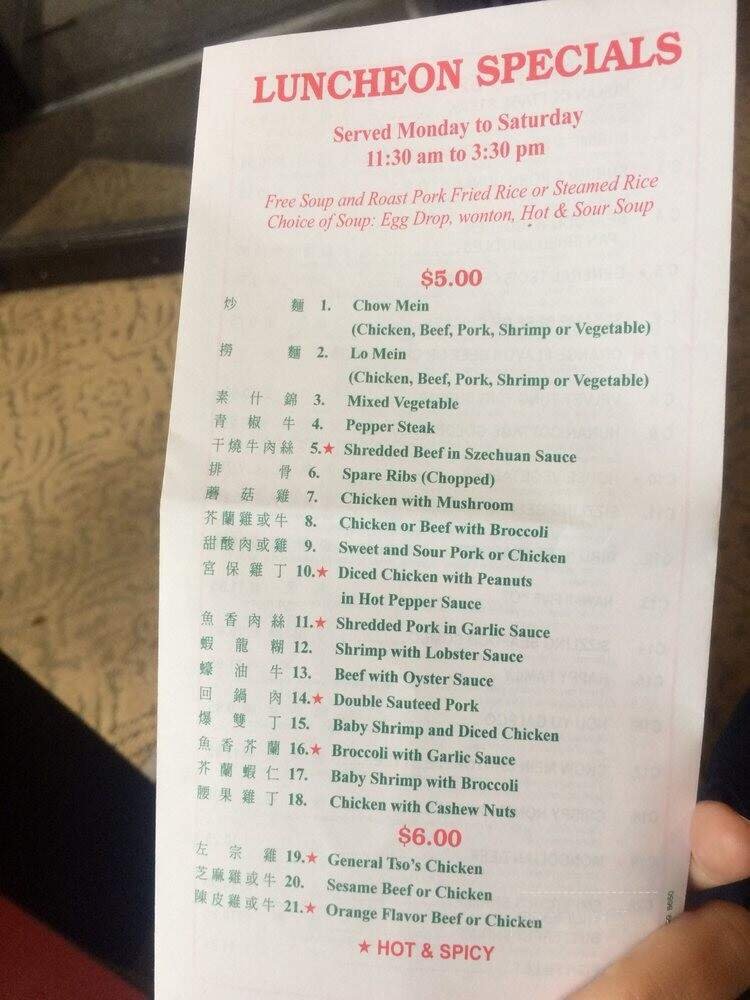 LUNCHEON SPECIALS
Served Monday to Saturday
11:30 am to 3:30 pm
Free Soup and Roast Pork Fried Rice or Steamed Rice
Choice of Soup: Egg Drop, wonton, Hot & Sour Soup
$5.00
炒 麵 1. Chow Mein
(Chicken, Beef, Pork, Shrimp or Vegetable)
撈 麵 2. Lo Mein
(Chicken, Beef, Pork, Shrimp or Vegetable)
素 什 錦 3. Mixed Vegetable
青 椒 牛 4. Pepper Steak
干燒牛肉絲 5.★ Shredded Beef in Szechuan Sauce
排 骨 6. Spare Ribs (Chopped)
蘑 菇 雞 7. Chicken with Mushroom
芥蘭雞或牛 8. Chicken or Beef with Broccoli
甜酸肉或雞 9. Sweet and Sour Pork or Chicken
宮 保 雞 丁 10.★ Diced Chicken with Peanuts
in Hot Pepper Sauce
魚香肉絲 11.★ Shredded Pork in Garlic Sauce
蝦 龍 糊 12. Shrimp with Lobster Sauce
蠔 油 牛 13. Beef with Oyster Sauce
回 鍋 肉 14.★ Double Sauteed Pork
爆 雙 丁 15. Baby Shrimp and Diced Chicken
魚香芥蘭 16.★ Broccoli with Garlic Sauce
芥蘭蝦仁 17. Baby Shrimp with Broccoli
腰果雞丁 18. Chicken with Cashew Nuts
$6.00
左 宗 雞 19.★ General Tso's Chicken
芝麻雞或牛 20. Sesame Beef or Chicken
陳皮雞或牛 21.★ Orange Flavor Beef or Chicken
★ HOT & SPICY